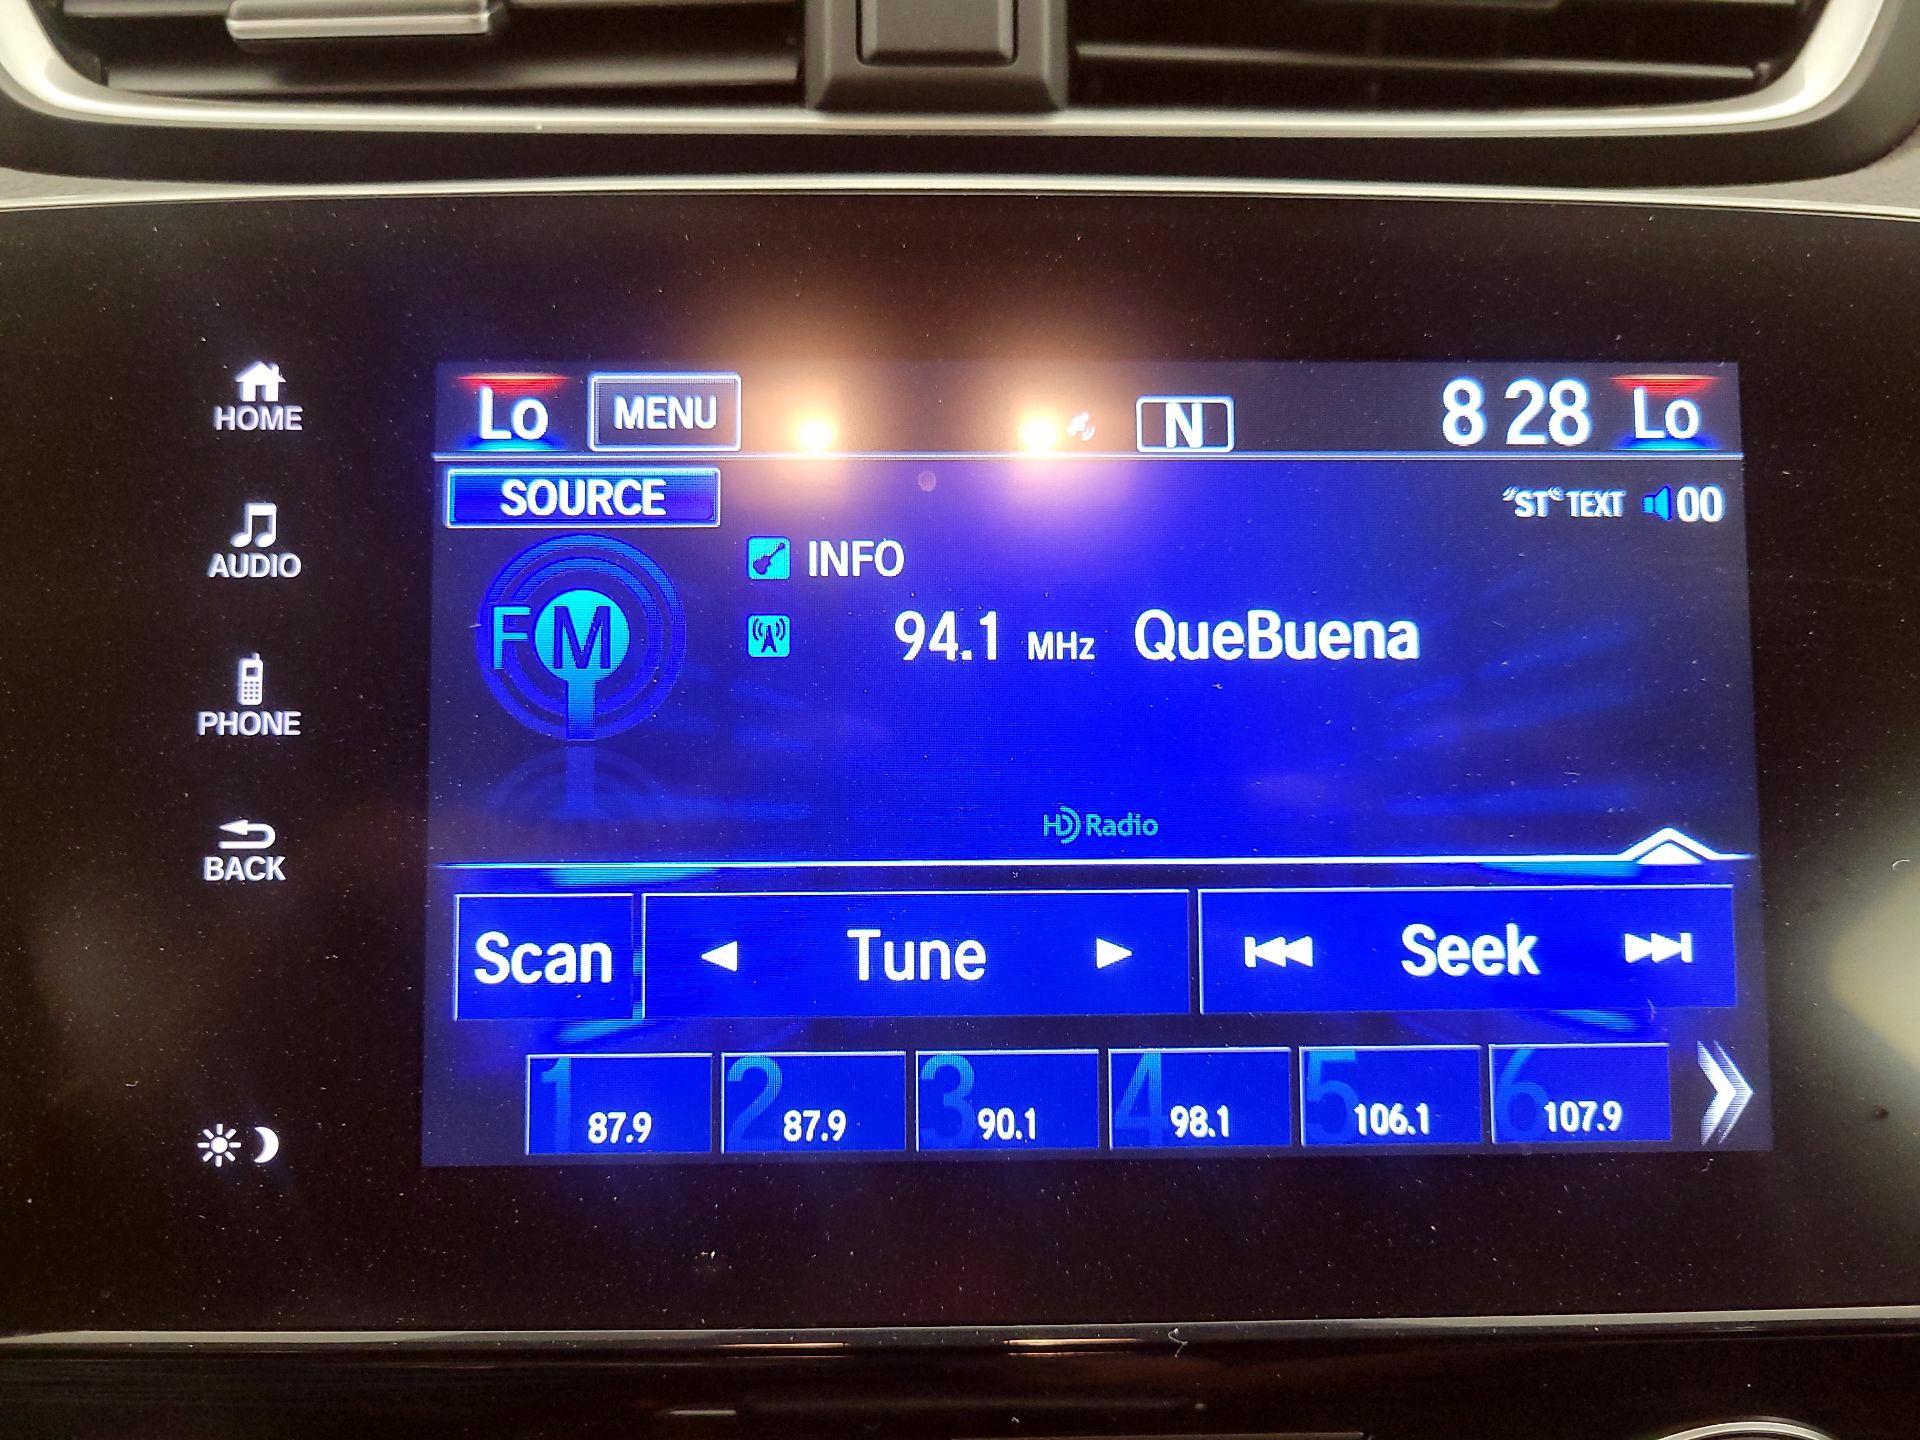 HOME
AUDIO
PHONE
BACK
Lo MENU N 8 28 Lo
SOURCE "ST" TEXT 00
INFO
FM 94.1 MHz QueBuena
HD Radio
Scan Tune Seek
1 87.9 2 87.9 3 90.1 4 98.1 5 106.1 6 107.9